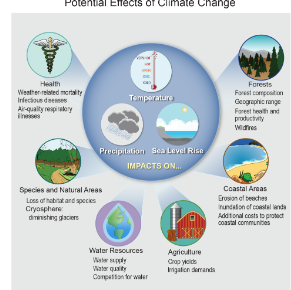 Potential Effects of Climate Change
Temperature
Precipitation
Sea Level Rise
IMPACTS ON...
Health
Weather-related mortality
Infectious diseases
Air-quality respiratory
illnesses
Forests
Forest composition
Geographic range
Forest health and
productivity
Wildfires
Species and Natural Areas
Loss of habitat and species
Cryosphere:
diminishing glaciers
Coastal Areas
Erosion of beaches
Inundation of coastal lands
Additional costs to protect
coastal communities
Water Resources
Water supply
Water quality
Competition for water
Agriculture
Crop yields
Irrigation demands